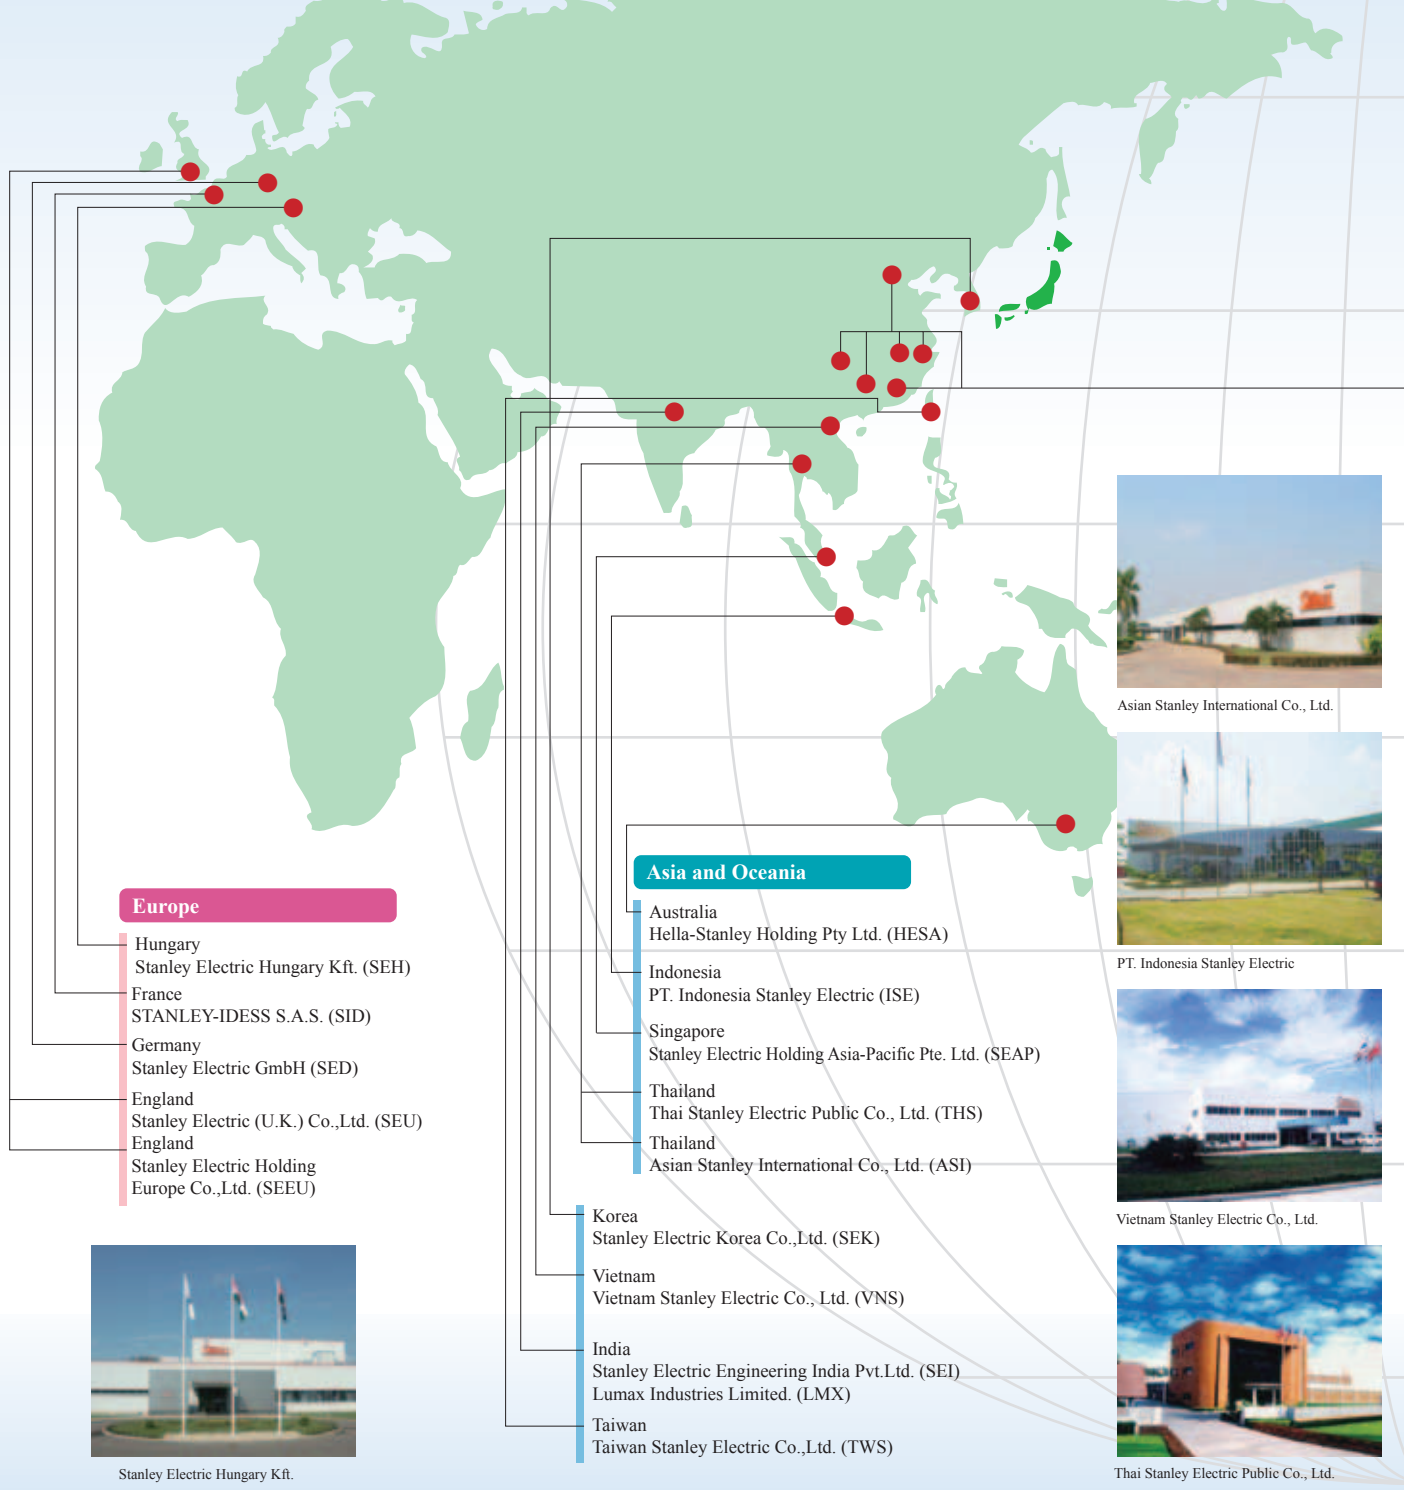 Europe
Hungary
Stanley Electric Hungary Kft. (SEH)
France
STANLEY-IDESS S.A.S. (SID)
Germany
Stanley Electric GmbH (SED)
England
Stanley Electric (U.K.) Co.,Ltd. (SEU)
England
Stanley Electric Holding
Europe Co.,Ltd. (SEEU)
Stanley Electric Hungary Kft.
Asia and Oceania
Australia
Hella-Stanley Holding Pty Ltd. (HESA)
Indonesia
PT. Indonesia Stanley Electric (ISE)
Singapore
Stanley Electric Holding Asia-Pacific Pte. Ltd. (SEAP)
Thailand
Thai Stanley Electric Public Co., Ltd. (THS)
Thailand
Asian Stanley International Co., Ltd. (ASI)
Korea
Stanley Electric Korea Co.,Ltd. (SEK)
Vietnam
Vietnam Stanley Electric Co., Ltd. (VNS)
India
Stanley Electric Engineering India Pvt.Ltd. (SEI)
Lumax Industries Limited. (LMX)
Taiwan
Taiwan Stanley Electric Co.,Ltd. (TWS)
Asian Stanley International Co., Ltd.
PT. Indonesia Stanley Electric
Vietnam Stanley Electric Co., Ltd.
Thai Stanley Electric Public Co., Ltd.